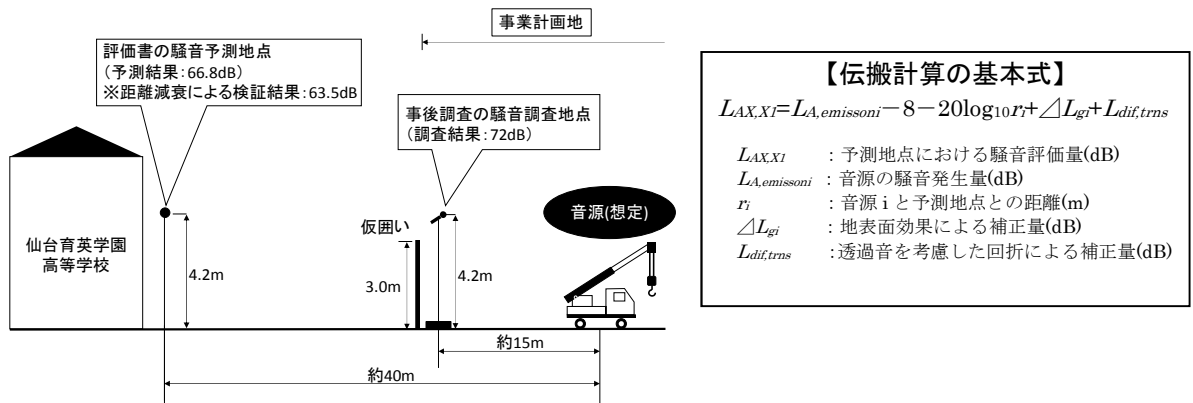 事業計画地
評価書の騒音予測地点
(予測結果:66.8dB)
※距離減衰による検証結果:63.5dB
事後調査の騒音調査地点
(調査結果:72dB)
音源(想定)
仮囲い
仙台育英学園
高等学校
4.2m
3.0m
4.2m
約15m
約40m
【伝搬計算の基本式】
LAX,X1=LA,emissoni−8−20log10ri+⊿Lgi+Ldif,trns
LAX,X1 :予測地点における騒音評価量(dB)
LA,emissoni :音源の騒音発生量(dB)
ri :音源 i と予測地点との距離(m)
⊿Lgi :地表面効果による補正量(dB)
Ldif,trns :透過音を考慮した回折による補正量(dB)